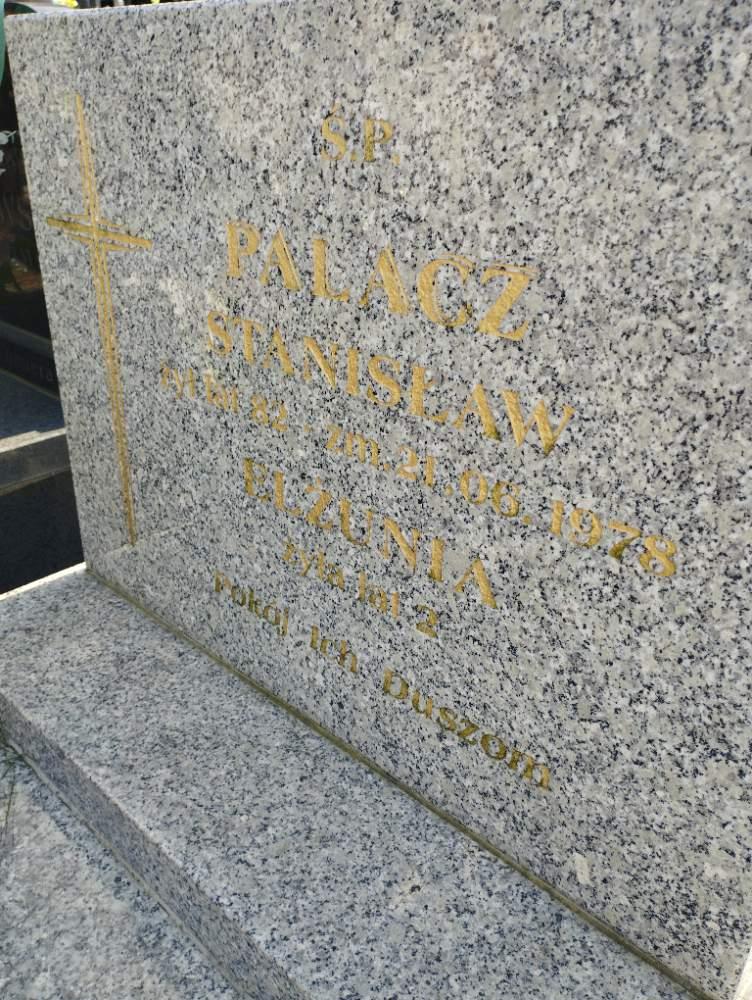 Ś.P.
PALACZ
STANISŁAW
żył lat 82 · zm. 21.06.1978
ELŻUNIA
żyła lat 2
Pokój Ich Duszom